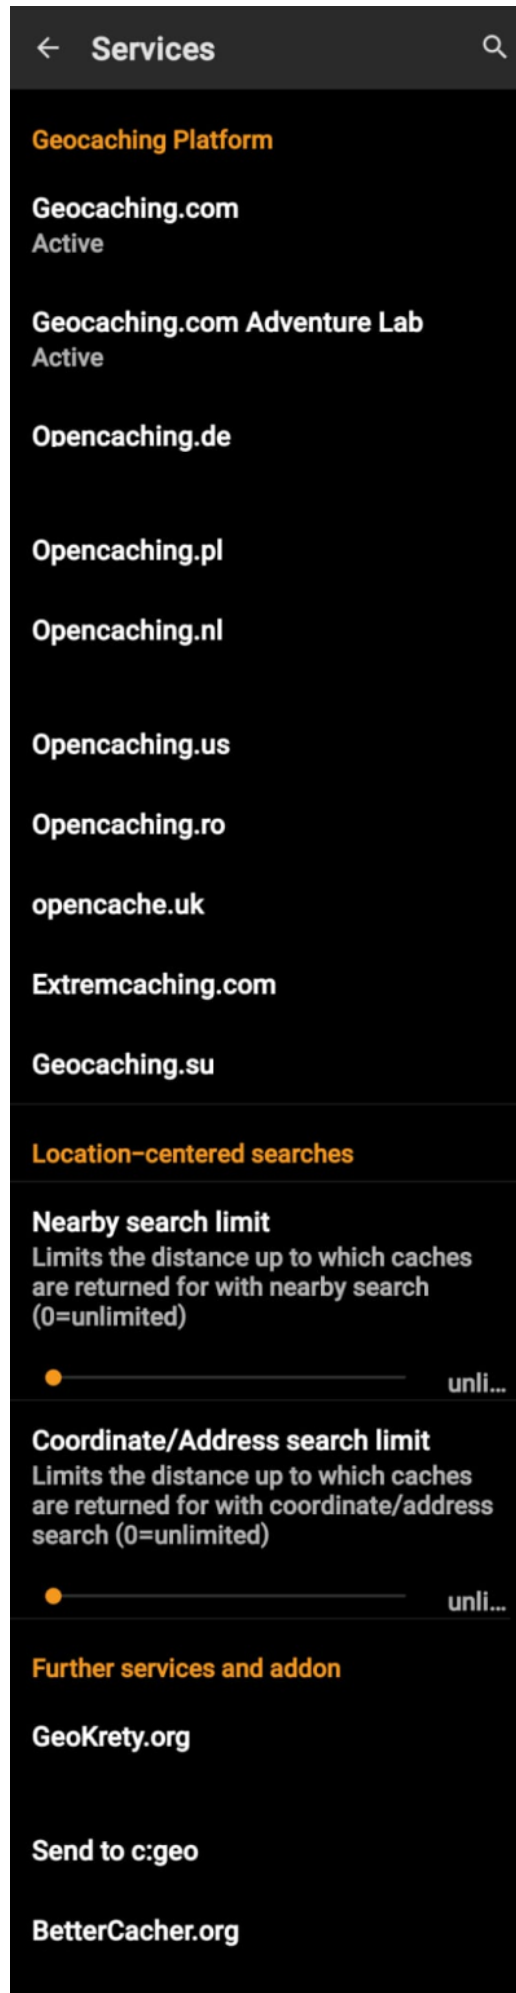 Services
Geocaching Platform
Geocaching.com
Active
Geocaching.com Adventure Lab
Active
Opencaching.de
Opencaching.pl
Opencaching.nl
Opencaching.us
Opencaching.ro
opencache.uk
Extremcaching.com
Geocaching.su
Location-centered searches
Nearby search limit
Limits the distance up to which caches
are returned for with nearby search
(0=unlimited)
unli...
Coordinate/Address search limit
Limits the distance up to which caches
are returned for with coordinate/address
search (0=unlimited)
unli...
Further services and addon
GeoKrety.org
Send to c:geo
BetterCacher.org